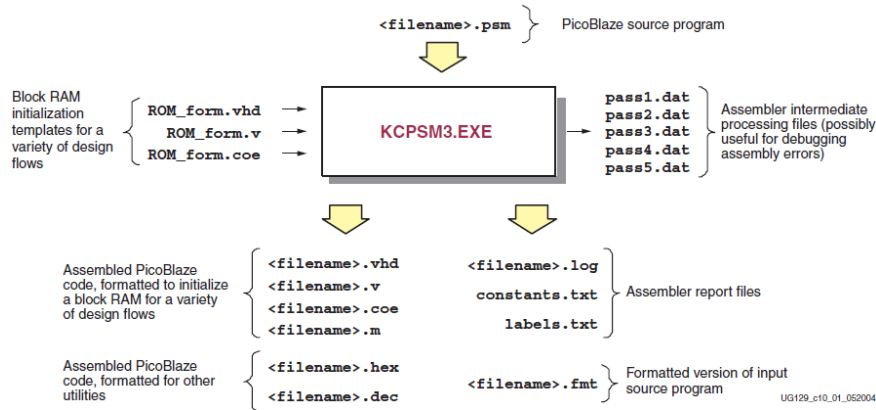 <filename>.psm
PicoBlaze source program
Block RAM
initialization
templates for a
variety of design
flows
ROM_form.vhd
ROM_form.v
ROM_form.coe
KCPSM3.EXE
pass1.dat
pass2.dat
pass3.dat
pass4.dat
pass5.dat
Assembler intermediate
processing files (possibly
useful for debugging
assembly errors)
Assembled PicoBlaze
code, formatted to initialize
a block RAM for a variety
of design flows
<filename>.vhd
<filename>.v
<filename>.coe
<filename>.m
<filename>.log
constants.txt
labels.txt
Assembler report files
Assembled PicoBlaze
code, formatted for other
utilities
<filename>.hex
<filename>.dec
<filename>.fmt
Formatted version of input
source program
UG129_c10_01_052004